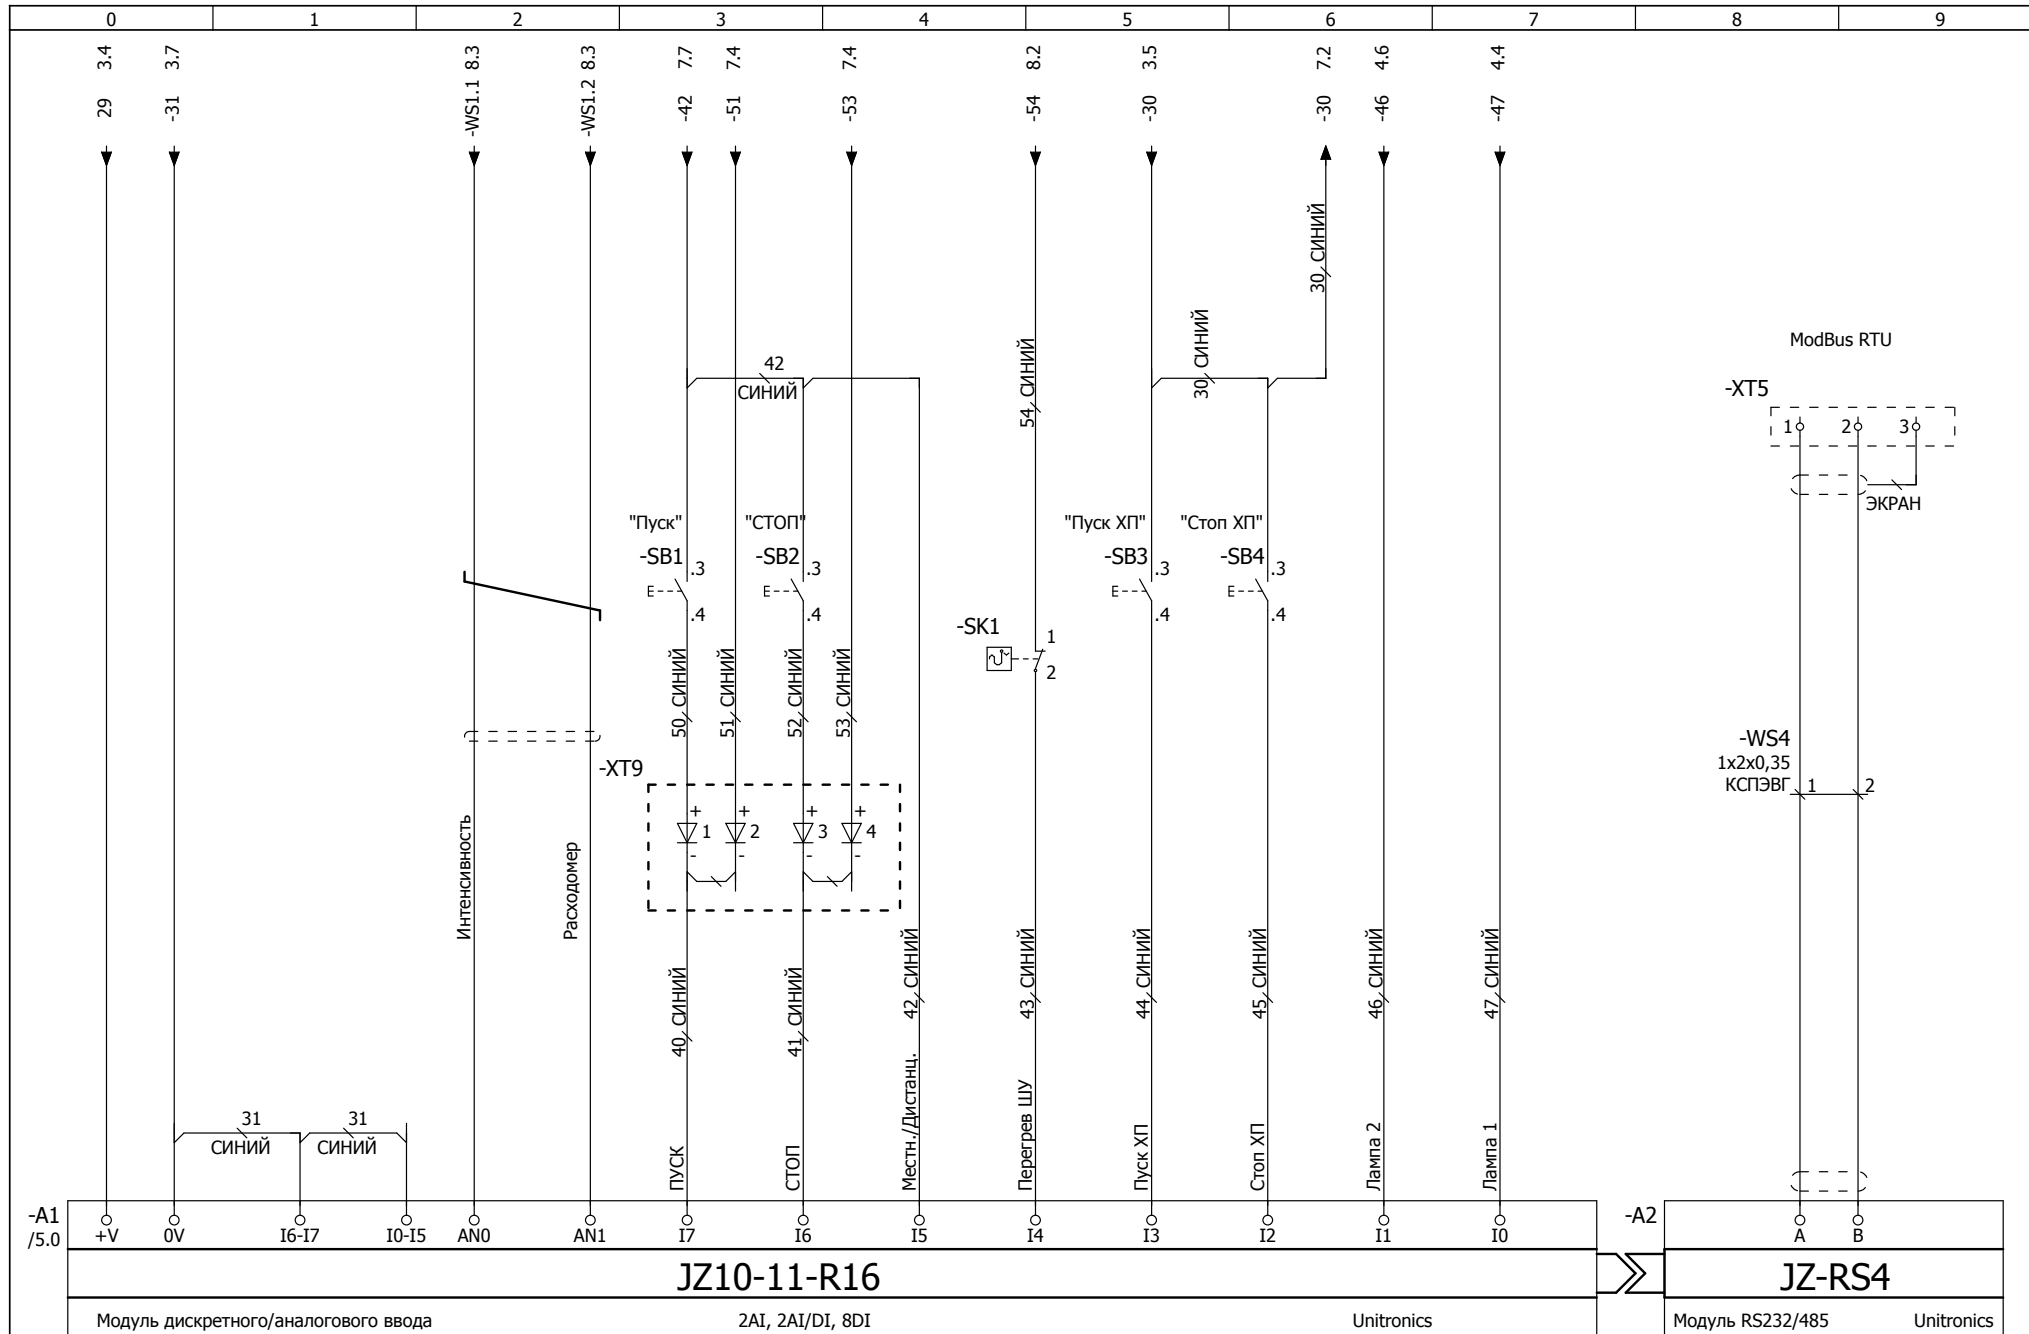 0 1 2 3 4 5 6 7 8 9
3.4 3.7 8.3 8.3 7.7 7.4 7.4 8.2 3.5 7.2 4.6 4.4
29 -31 -WS1.1 -WS1.2 -42 -51 -53 -54 -30 -30 -46 -47
30 СИНИЙ
30 СИНИЙ
ModBus RTU
42
СИНИЙ
54 СИНИЙ
-XT5
1 2 3
ЭКРАН
"Пуск" "СТОП" "Пуск ХП" "Стоп ХП"
-SB1 .3 -SB2 .3 -SB3 .3 -SB4 .3
E E E E
.4 .4 .4 .4
-SK1 1
2
50 СИНИЙ 51 СИНИЙ 52 СИНИЙ 53 СИНИЙ
-WS4
1x2x0,35
КСПЭВГ 1 2
-XT9
+ + + +
1 2 3 4
- - - -
Интенсивность Расходомер
40 СИНИЙ 41 СИНИЙ 42 СИНИЙ 43 СИНИЙ 44 СИНИЙ 45 СИНИЙ 46 СИНИЙ 47 СИНИЙ
31 31
СИНИЙ СИНИЙ
ПУСК СТОП Местн./Дистанц. Перегрев ШУ Пуск ХП Стоп ХП Лампа 2 Лампа 1
-A1
/5.0
+V 0V I6-I7 I0-I5 AN0 AN1 I7 I6 I5 I4 I3 I2 I1 I0
-A2
A B
JZ10-11-R16 JZ-RS4
Модуль дискретного/аналогового ввода 2AI, 2AI/DI, 8DI Unitronics
Модуль RS232/485 Unitronics